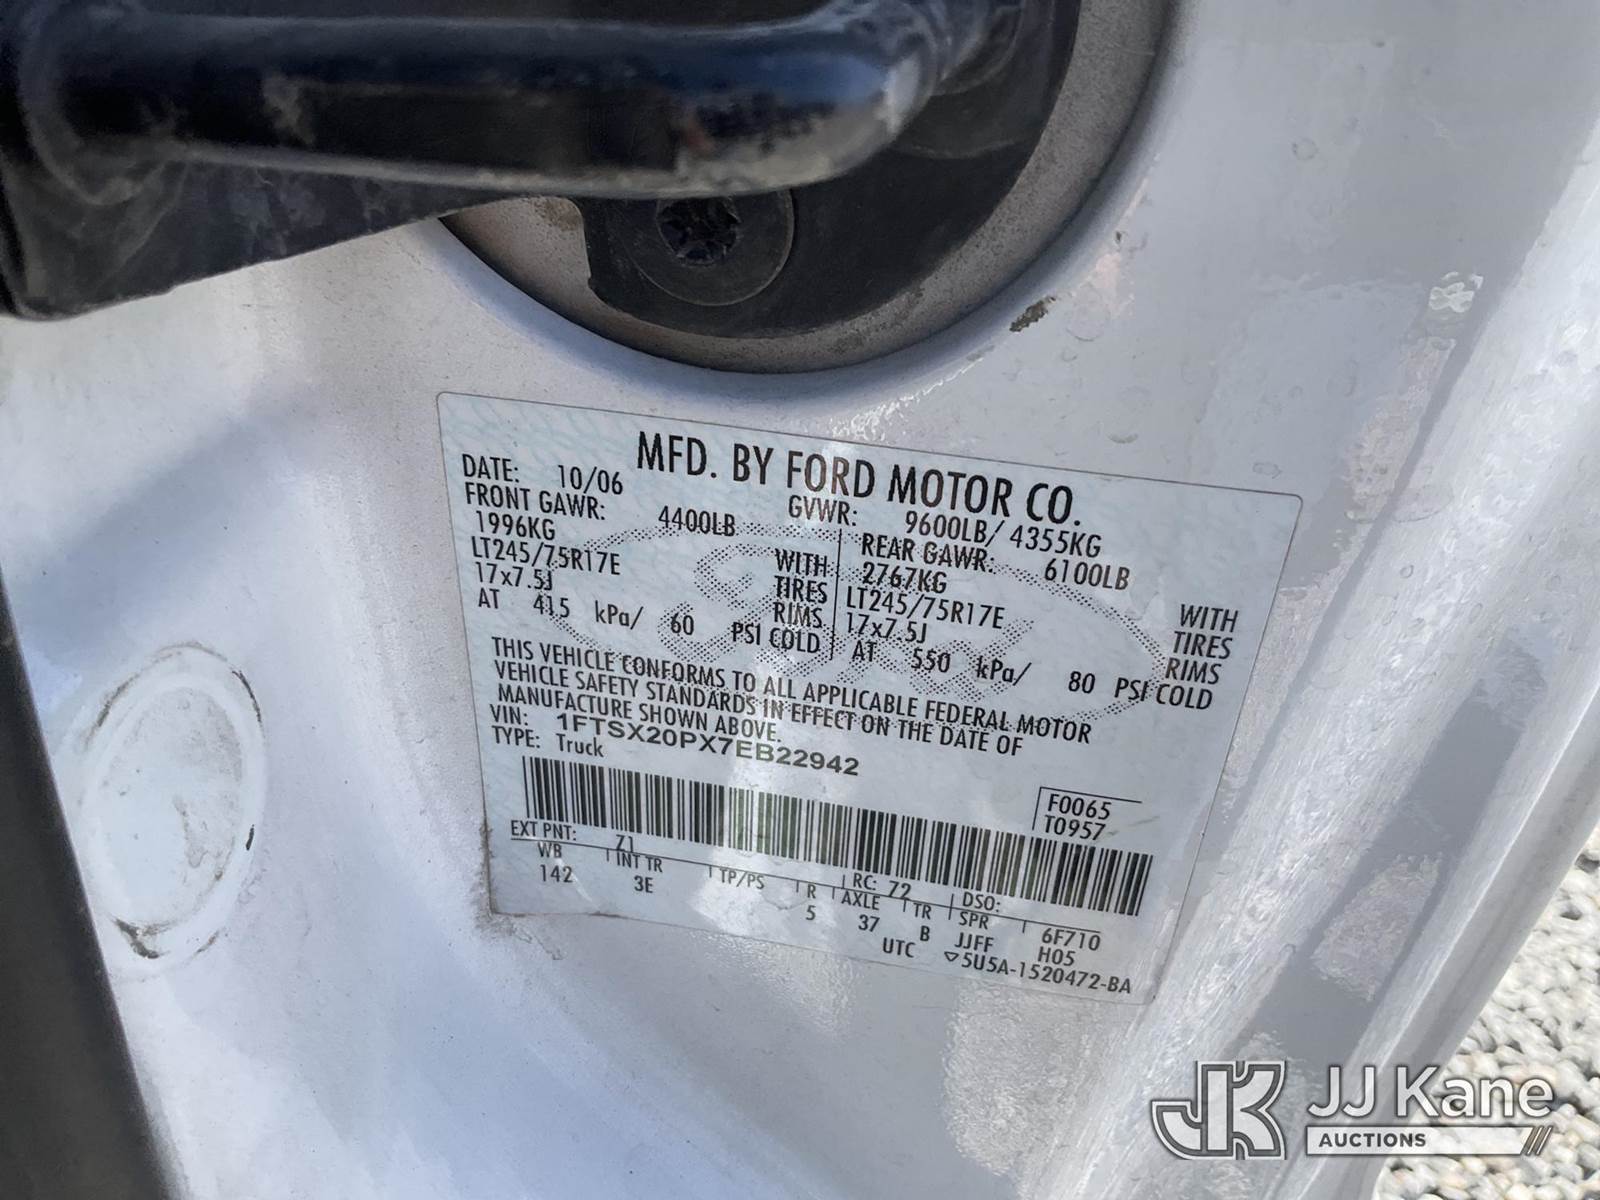 MFD. BY FORD MOTOR CO.
DATE: 10/06 GVWR: 9600LB/ 4355KG
FRONT GAWR: 4400LB REAR GAWR: 6100LB
1996KG WITH 2767KG WITH
LT245/75R17E TIRES LT245/75R17E TIRES
17x7.5J RIMS 17x7.5J RIMS
AT 415 kPa/ 60 PSI COLD AT 550 kPa/ 80 PSI COLD
THIS VEHICLE CONFORMS TO ALL APPLICABLE FEDERAL MOTOR
VEHICLE SAFETY STANDARDS IN EFFECT ON THE DATE OF
MANUFACTURE SHOWN ABOVE.
VIN: 1FTSX20PX7EB22942
TYPE: Truck
F0065
T0957
EXT PNT: Z1 RC: 72 DSO:
WB INT TR TP/PS R AXLE TR SPR 6F710
142 3E 5 37 B JJFF H05
UTC ▽5U5A-1520472-BA
JK JJ Kane
AUCTIONS